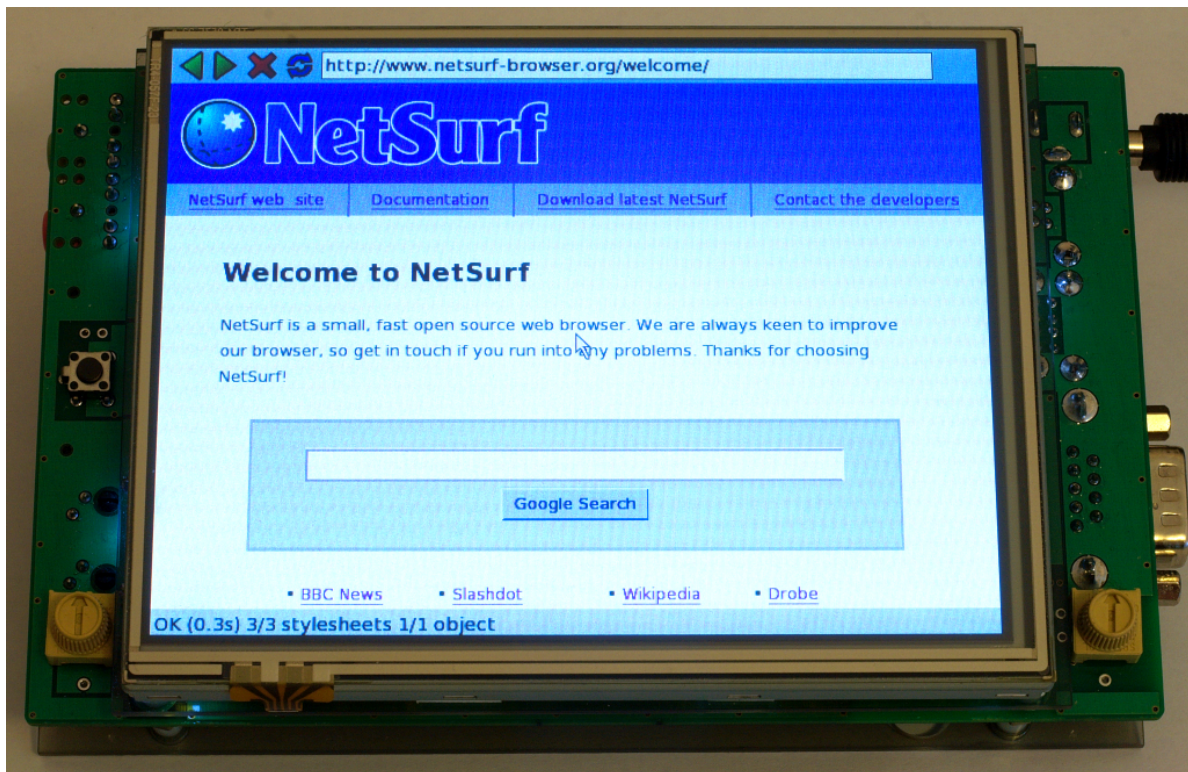 http://www.netsurf-browser.org/welcome/
NetSurf
NetSurf web site Documentation Download latest NetSurf Contact the developers
Welcome to NetSurf
NetSurf is a small, fast open source web browser. We are always keen to improve
our browser, so get in touch if you run into any problems. Thanks for choosing
NetSurf!
Google Search
BBC News Slashdot Wikipedia Drobe
OK (0.3s) 3/3 stylesheets 1/1 object